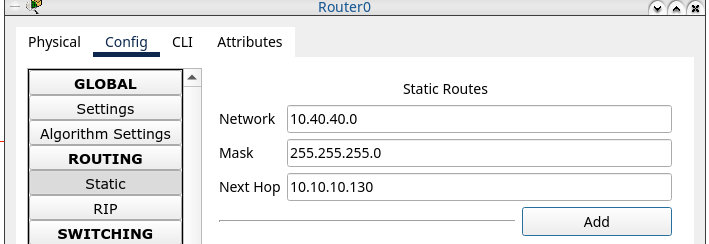 Router0
Physical Config CLI Attributes
GLOBAL
Settings
Algorithm Settings
ROUTING
Static
RIP
SWITCHING
Static Routes
Network 10.40.40.0
Mask 255.255.255.0
Next Hop 10.10.10.130
Add